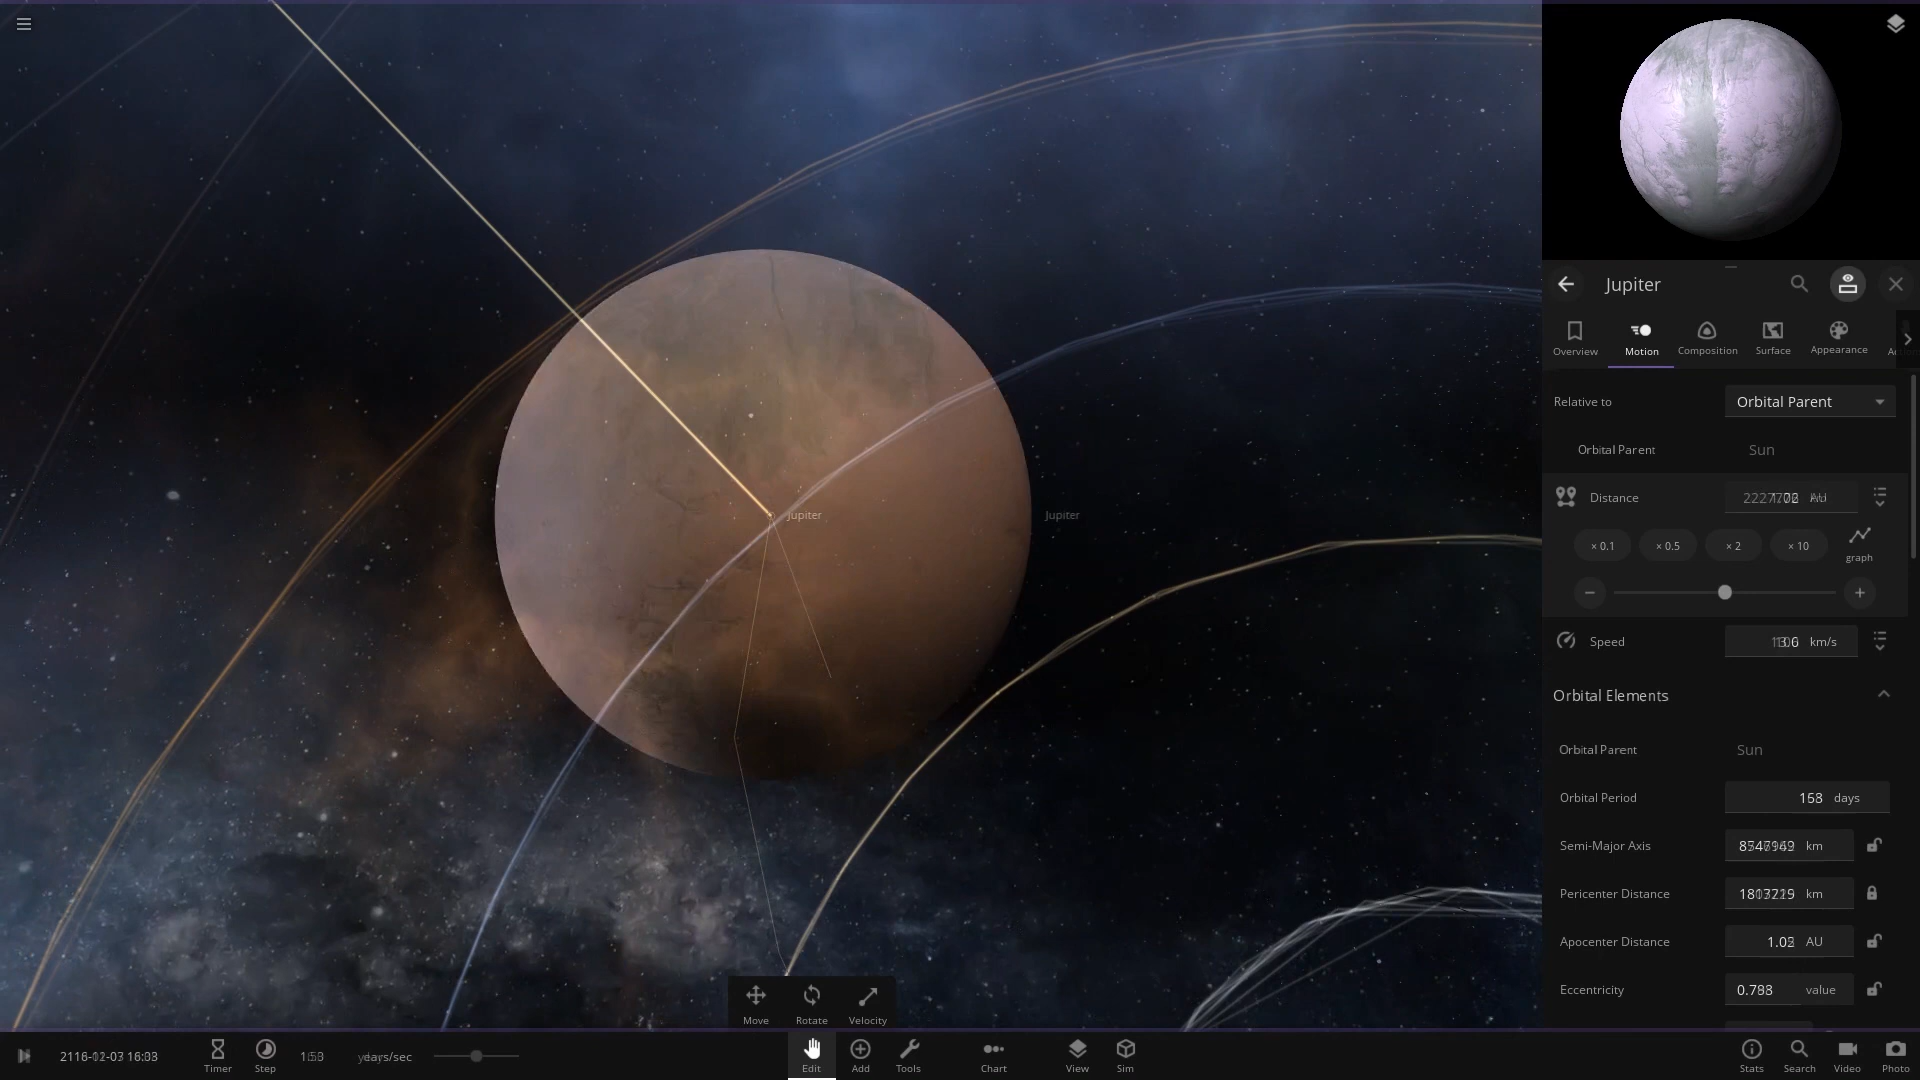 Jupiter
Overview
Motion
Composition
Surface
Appearance
Relative to
Orbital Parent
Orbital Parent
Sun
Distance
AU
× 0.1
× 0.5
× 2
× 10
graph
Speed
km/s
Orbital Elements
Orbital Parent
Sun
Orbital Period
days
Semi-Major Axis
km
Pericenter Distance
km
Apocenter Distance
AU
Eccentricity
value
Jupiter
Jupiter
Move
Rotate
Velocity
Timer
Step
Edit
Add
Tools
Chart
View
Sim
Stats
Search
Video
Photo